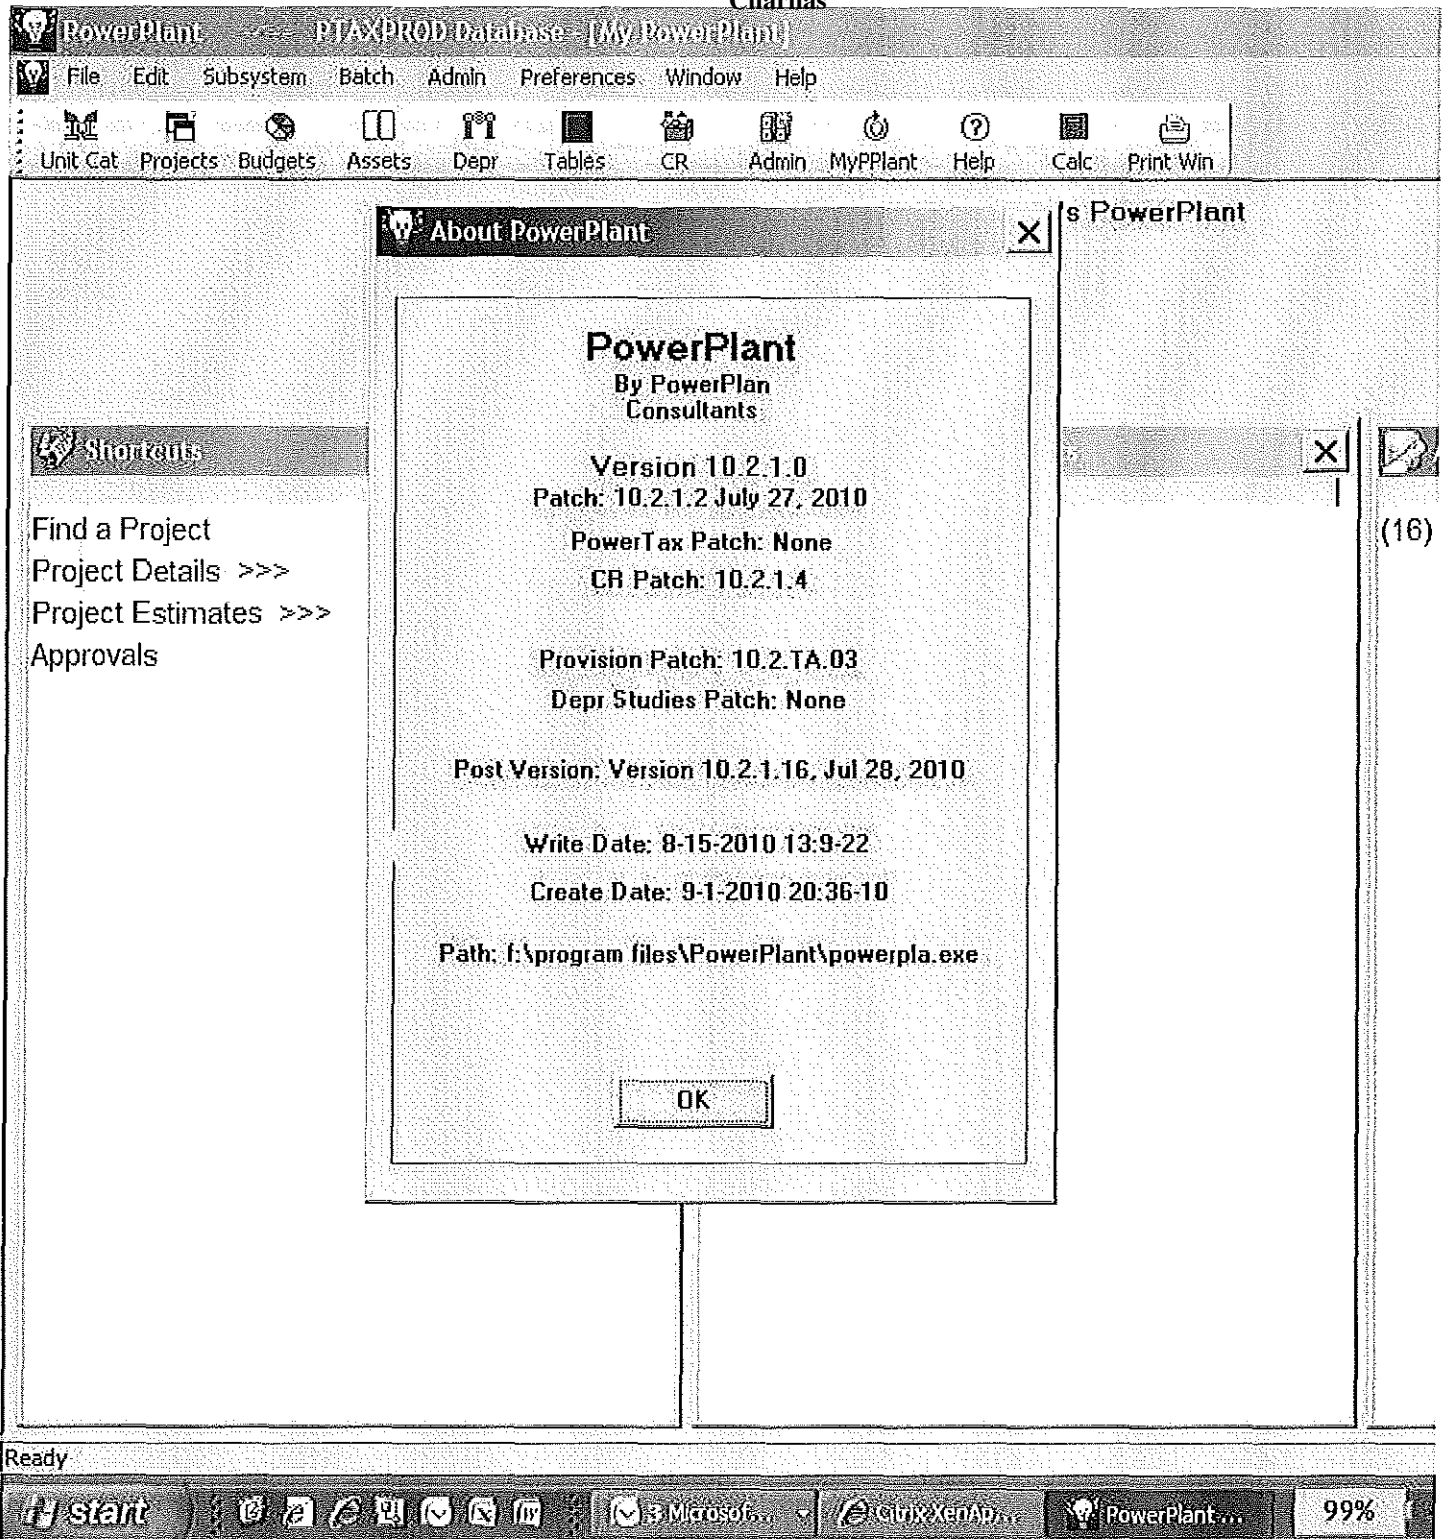 Charnas
PowerPlant PTAXPROD Database - [My PowerPlant]
File Edit Subsystem Batch Admin Preferences Window Help
Unit Cat Projects Budgets Assets Depr Tables CR Admin MyPPlant Help Calc Print Win
's PowerPlant
About PowerPlant
PowerPlant
By PowerPlan
Consultants
Version 10.2.1.0
Patch: 10.2.1.2 July 27, 2010
PowerTax Patch: None
CR Patch: 10.2.1.4
Provision Patch: 10.2.TA.03
Depr Studies Patch: None
Post Version: Version 10.2.1.16, Jul 28, 2010
Write Date: 8-15-2010 13:9-22
Create Date: 9-1-2010 20:36-10
Path: f:\program files\PowerPlant\powerpla.exe
OK
Shortcuts
Find a Project
Project Details >>>
Project Estimates >>>
Approvals
(16)
Ready
start 3 Microsof... Citrix XenAp... PowerPlant... 99%